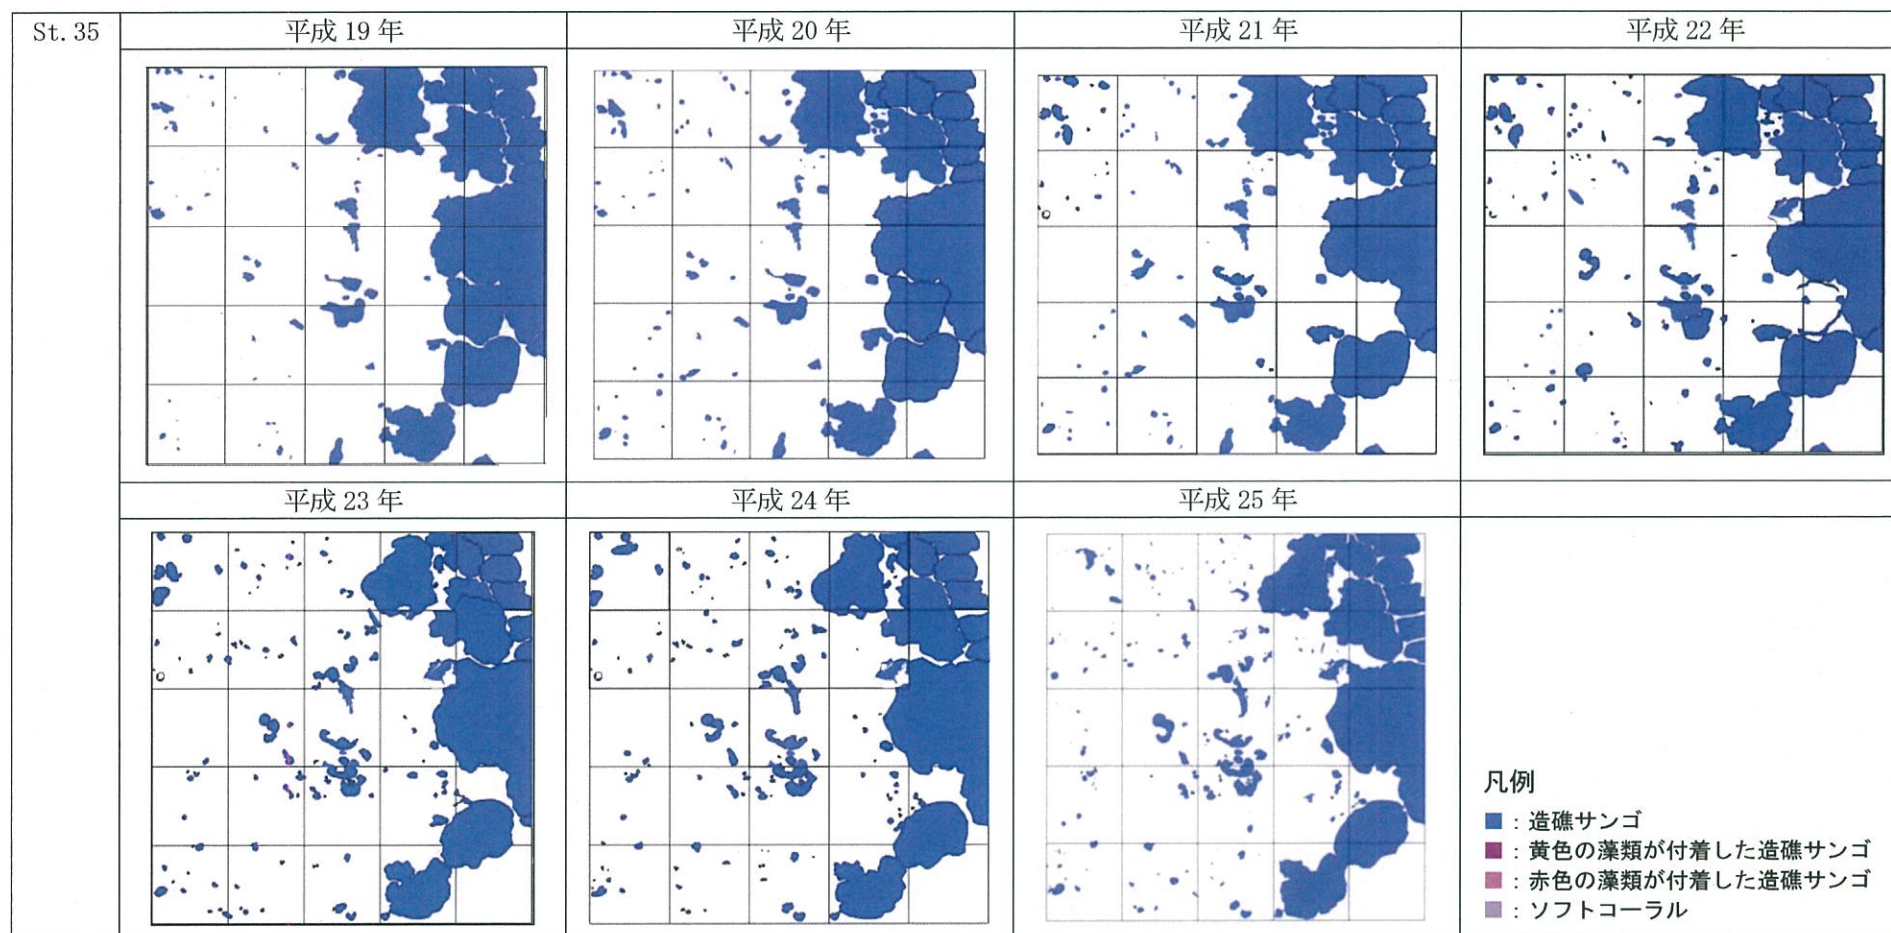 St.35
平成 19 年
平成 20 年
平成 21 年
平成 22 年
平成 23 年
平成 24 年
平成 25 年
凡例
：造礁サンゴ
：黄色の藻類が付着した造礁サンゴ
：赤色の藻類が付着した造礁サンゴ
：ソフトコーラル